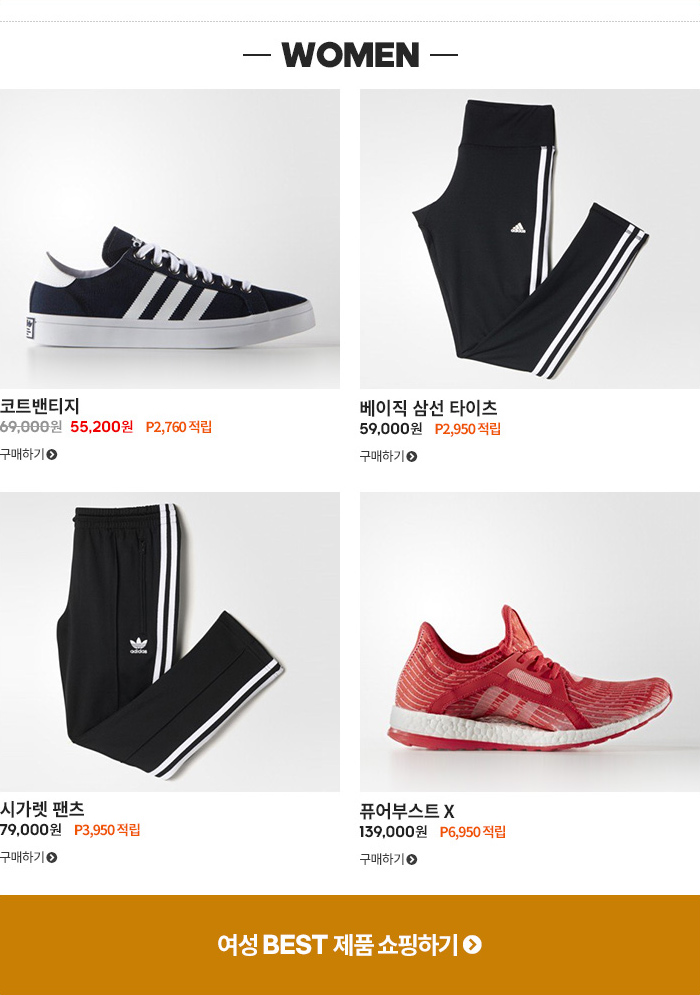 WOMEN
adidas
코트밴티지
69,000원 55,200원 P2,760 적립
구매하기
베이직 삼선 타이츠
59,000원 P2,950 적립
구매하기
adidas
시가렛 팬츠
79,000원 P3,950 적립
구매하기
퓨어부스트 X
139,000원 P6,950 적립
구매하기
여성 BEST 제품 쇼핑하기